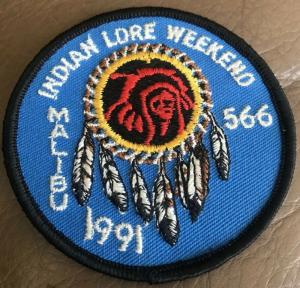 INDIAN LORE WEEKEND
MALIBU
566
1991